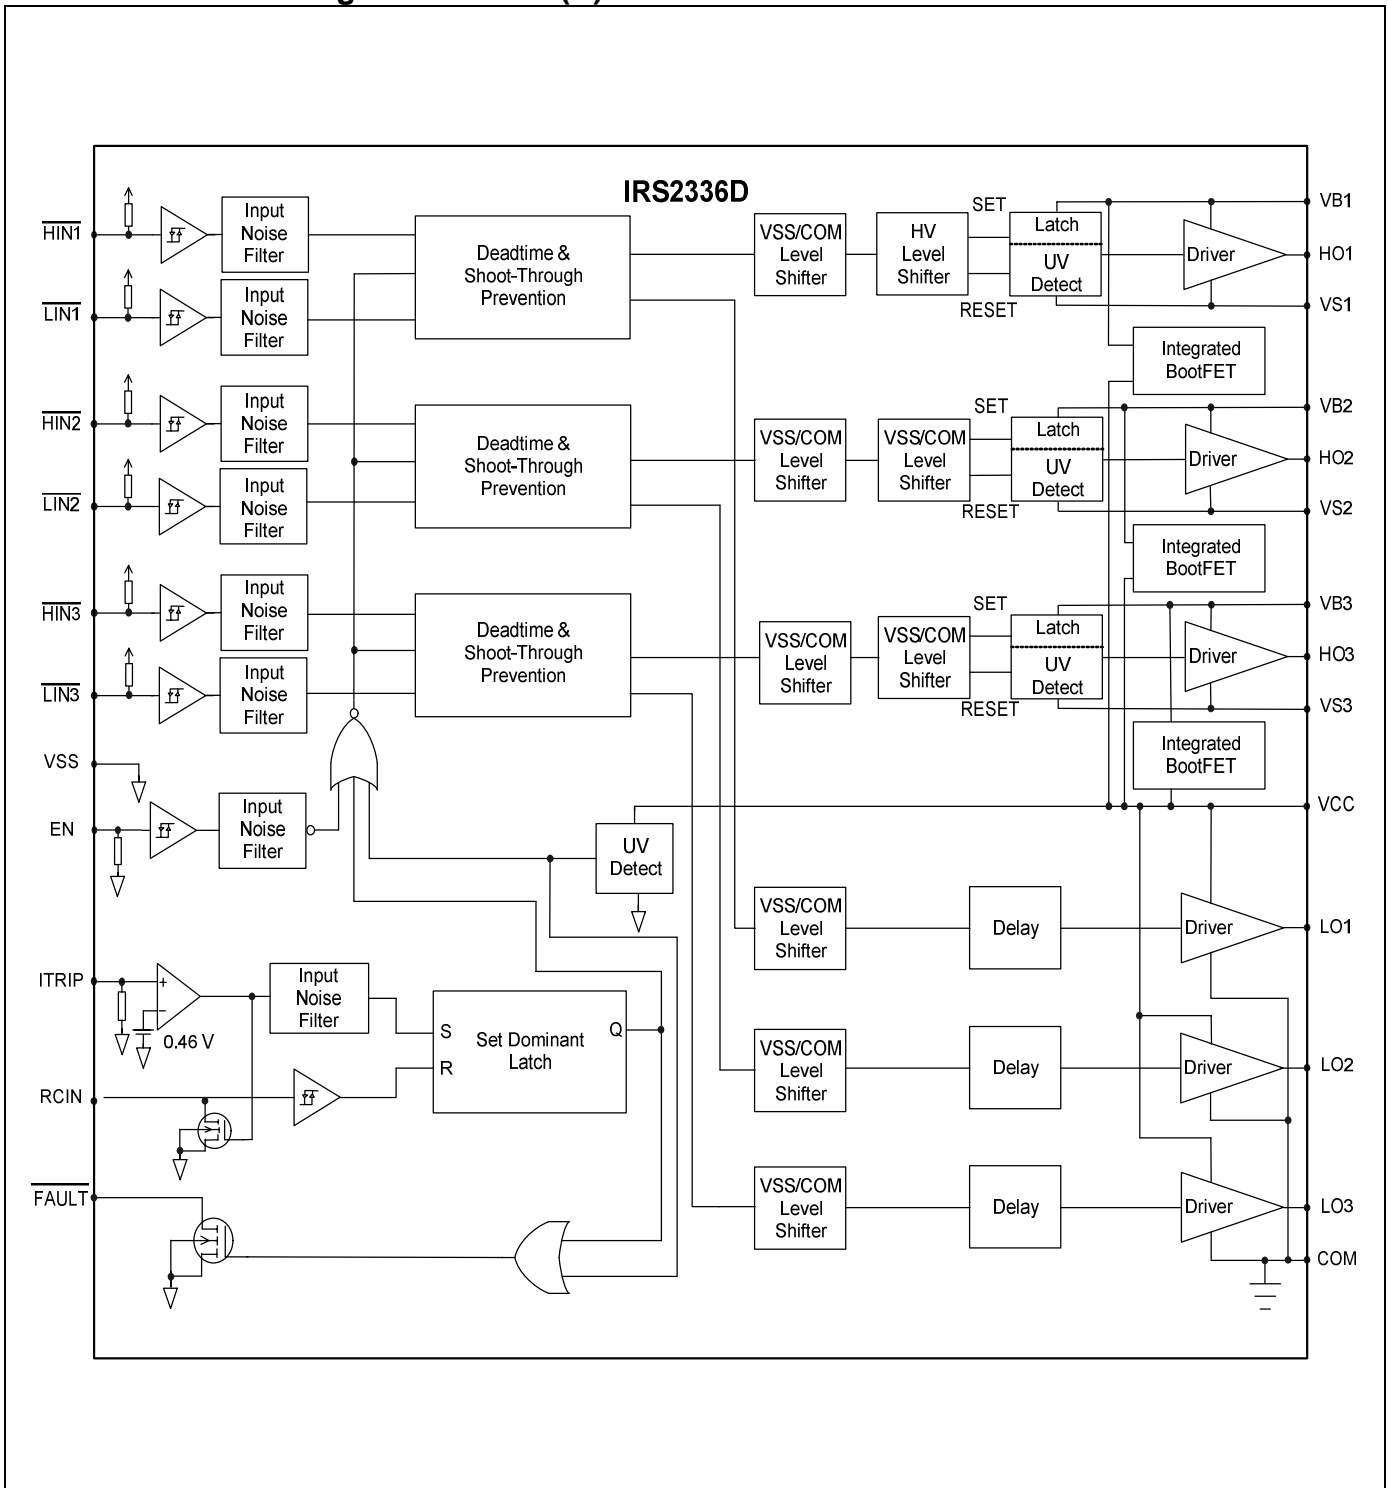 IRS2336D
HIN1
Input
Noise
Filter
LIN1
Input
Noise
Filter
Deadtime &
Shoot-Through
Prevention
VSS/COM
Level
Shifter
HV
Level
Shifter
SET
RESET
Latch
UV
Detect
Driver
VB1
HO1
VS1
Integrated
BootFET
HIN2
Input
Noise
Filter
LIN2
Input
Noise
Filter
Deadtime &
Shoot-Through
Prevention
VSS/COM
Level
Shifter
VSS/COM
Level
Shifter
SET
RESET
Latch
UV
Detect
Driver
VB2
HO2
VS2
Integrated
BootFET
HIN3
Input
Noise
Filter
LIN3
Input
Noise
Filter
Deadtime &
Shoot-Through
Prevention
VSS/COM
Level
Shifter
VSS/COM
Level
Shifter
SET
RESET
Latch
UV
Detect
Driver
VB3
HO3
VS3
Integrated
BootFET
VSS
EN
Input
Noise
Filter
UV
Detect
VCC
VSS/COM
Level
Shifter
Delay
Driver
LO1
ITRIP
+
−
0.46 V
Input
Noise
Filter
S
R
Set Dominant
Latch
Q
RCIN
VSS/COM
Level
Shifter
Delay
Driver
LO2
FAULT
VSS/COM
Level
Shifter
Delay
Driver
LO3
COM